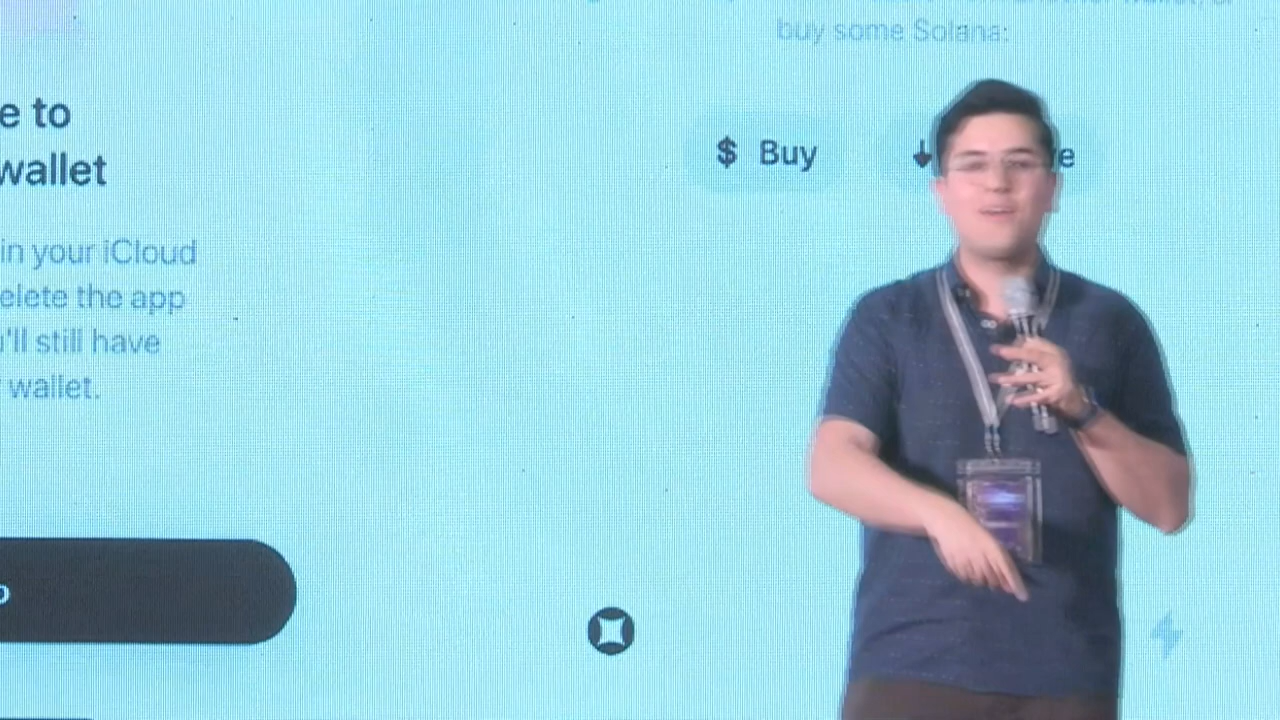 e to
wallet
in your iCloud
elete the app
u'll still have
wallet.
buy some Solana:
$ Buy
e